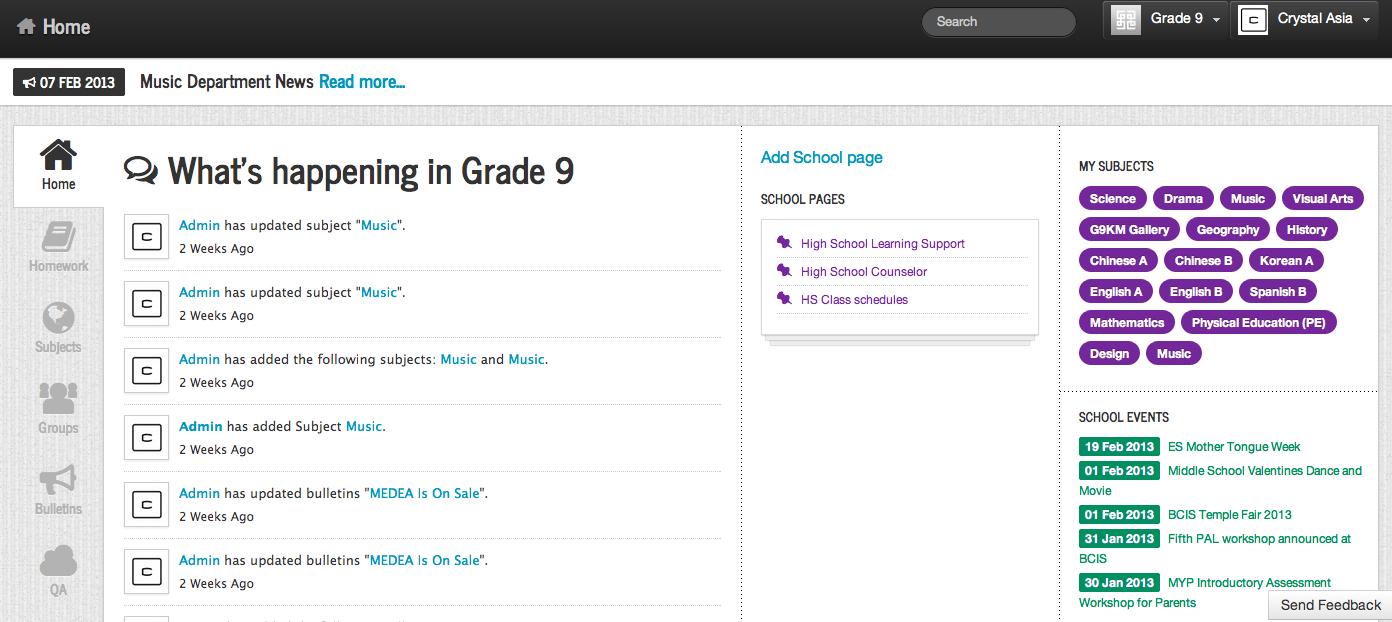 Home
Search
Grade 9
C
Crystal Asia
07 FEB 2013
Music Department News Read more...
Home
Homework
Subjects
Groups
Bulletins
QA
What's happening in Grade 9
C
Admin has updated subject "Music".
2 Weeks Ago
C
Admin has updated subject "Music".
2 Weeks Ago
C
Admin has added the following subjects: Music and Music.
2 Weeks Ago
C
Admin has added Subject Music.
2 Weeks Ago
C
Admin has updated bulletins "MEDEA Is On Sale".
2 Weeks Ago
C
Admin has updated bulletins "MEDEA Is On Sale".
2 Weeks Ago
Add School page
SCHOOL PAGES
High School Learning Support
High School Counselor
HS Class schedules
MY SUBJECTS
Science Drama Music Visual Arts
G9KM Gallery Geography History
Chinese A Chinese B Korean A
English A English B Spanish B
Mathematics Physical Education (PE)
Design Music
SCHOOL EVENTS
19 Feb 2013 ES Mother Tongue Week
01 Feb 2013 Middle School Valentines Dance and
Movie
01 Feb 2013 BCIS Temple Fair 2013
31 Jan 2013 Fifth PAL workshop announced at
BCIS
30 Jan 2013 MYP Introductory Assessment
Workshop for Parents
Send Feedback